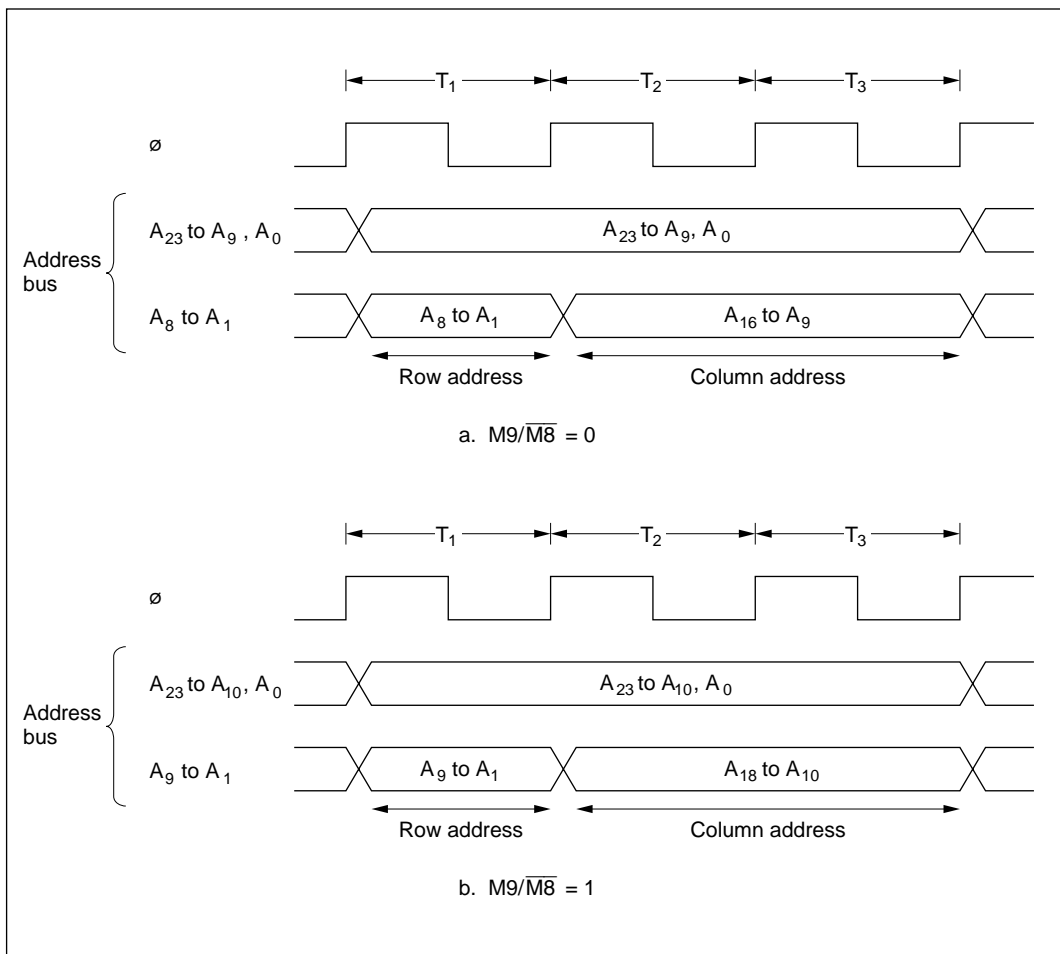 T1 T2 T3
ø
Address bus
A23 to A9 , A0 A23 to A9, A0
A8 to A1 A8 to A1 A16 to A9
Row address Column address
a. M9/M̅8̅ = 0
T1 T2 T3
ø
Address bus
A23 to A10, A0 A23 to A10, A0
A9 to A1 A9 to A1 A18 to A10
Row address Column address
b. M9/M̅8̅ = 1